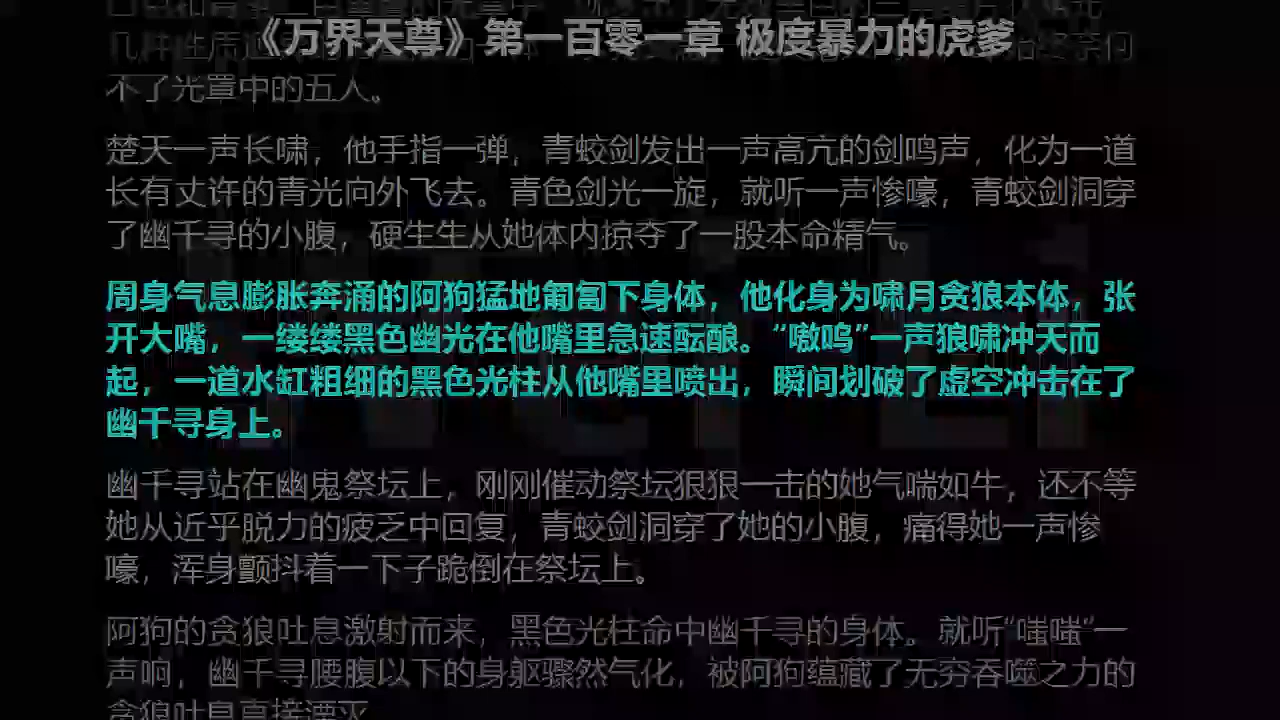 《万界天尊》第一百零一章 极度暴力的虎爹
不了光罩中的五人。
楚天一声长啸，他手指一弹，青蛟剑发出一声高亢的剑鸣声，化为一道
长有丈许的青光向外飞去。青色剑光一旋，就听一声惨嚎，青蛟剑洞穿
了幽千寻的小腹，硬生生从她体内掠夺了一股本命精气。
周身气息膨胀奔涌的阿狗猛地匍匐下身体，他化身为啸月贪狼本体，张
开大嘴，一缕缕黑色幽光在他嘴里急速酝酿。“嗷呜”一声狼啸冲天而
起，一道水缸粗细的黑色光柱从他嘴里喷出，瞬间划破了虚空冲击在了
幽千寻身上。
幽千寻站在幽鬼祭坛上，刚刚催动祭坛狠狠一击的她气喘如牛，还不等
她从近乎脱力的疲乏中回复，青蛟剑洞穿了她的小腹，痛得她一声惨
嚎，浑身颤抖着一下子跪倒在祭坛上。
阿狗的贪狼吐息激射而来，黑色光柱命中幽千寻的身体。就听“嗤嗤”一
声响，幽千寻腰腹以下的身躯骤然气化，被阿狗蕴藏了无穷吞噬之力的
贪狼吐息直接湮灭